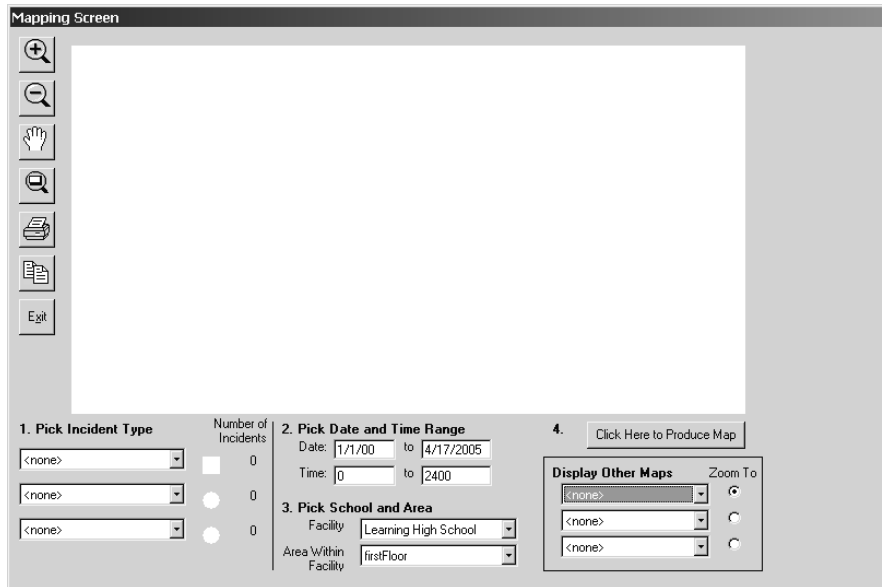 Mapping Screen
Exit
1. Pick Incident Type
Number of
Incidents
<none>
0
<none>
0
<none>
0
2. Pick Date and Time Range
Date: 1/1/00 to 4/17/2005
Time: 0 to 2400
3. Pick School and Area
Facility Learning High School
Area Within
Facility
firstFloor
4. Click Here to Produce Map
Display Other Maps Zoom To
<none>
<none>
<none>